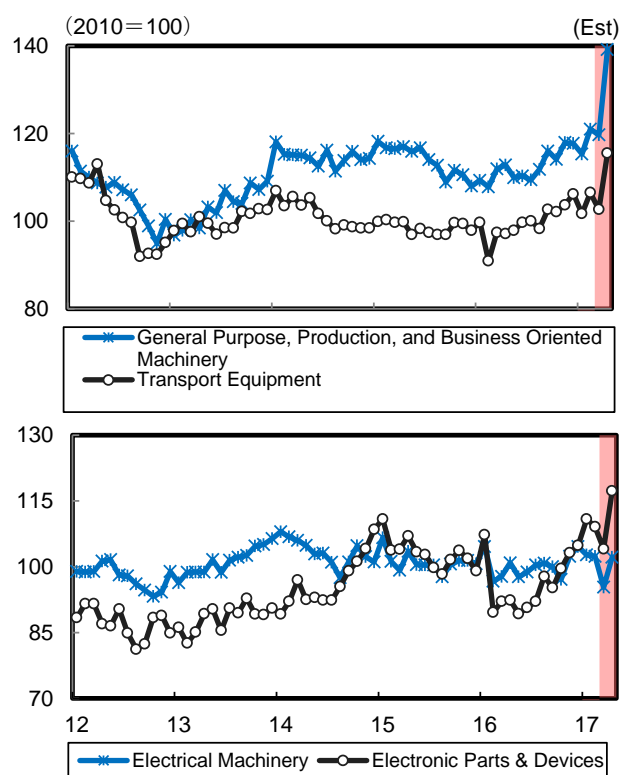 （2010＝100）
(Est)
140
120
100
80
General Purpose, Production, and Business Oriented
Machinery
Transport Equipment
130
115
100
85
70
12 13 14 15 16 17
Electrical Machinery Electronic Parts & Devices